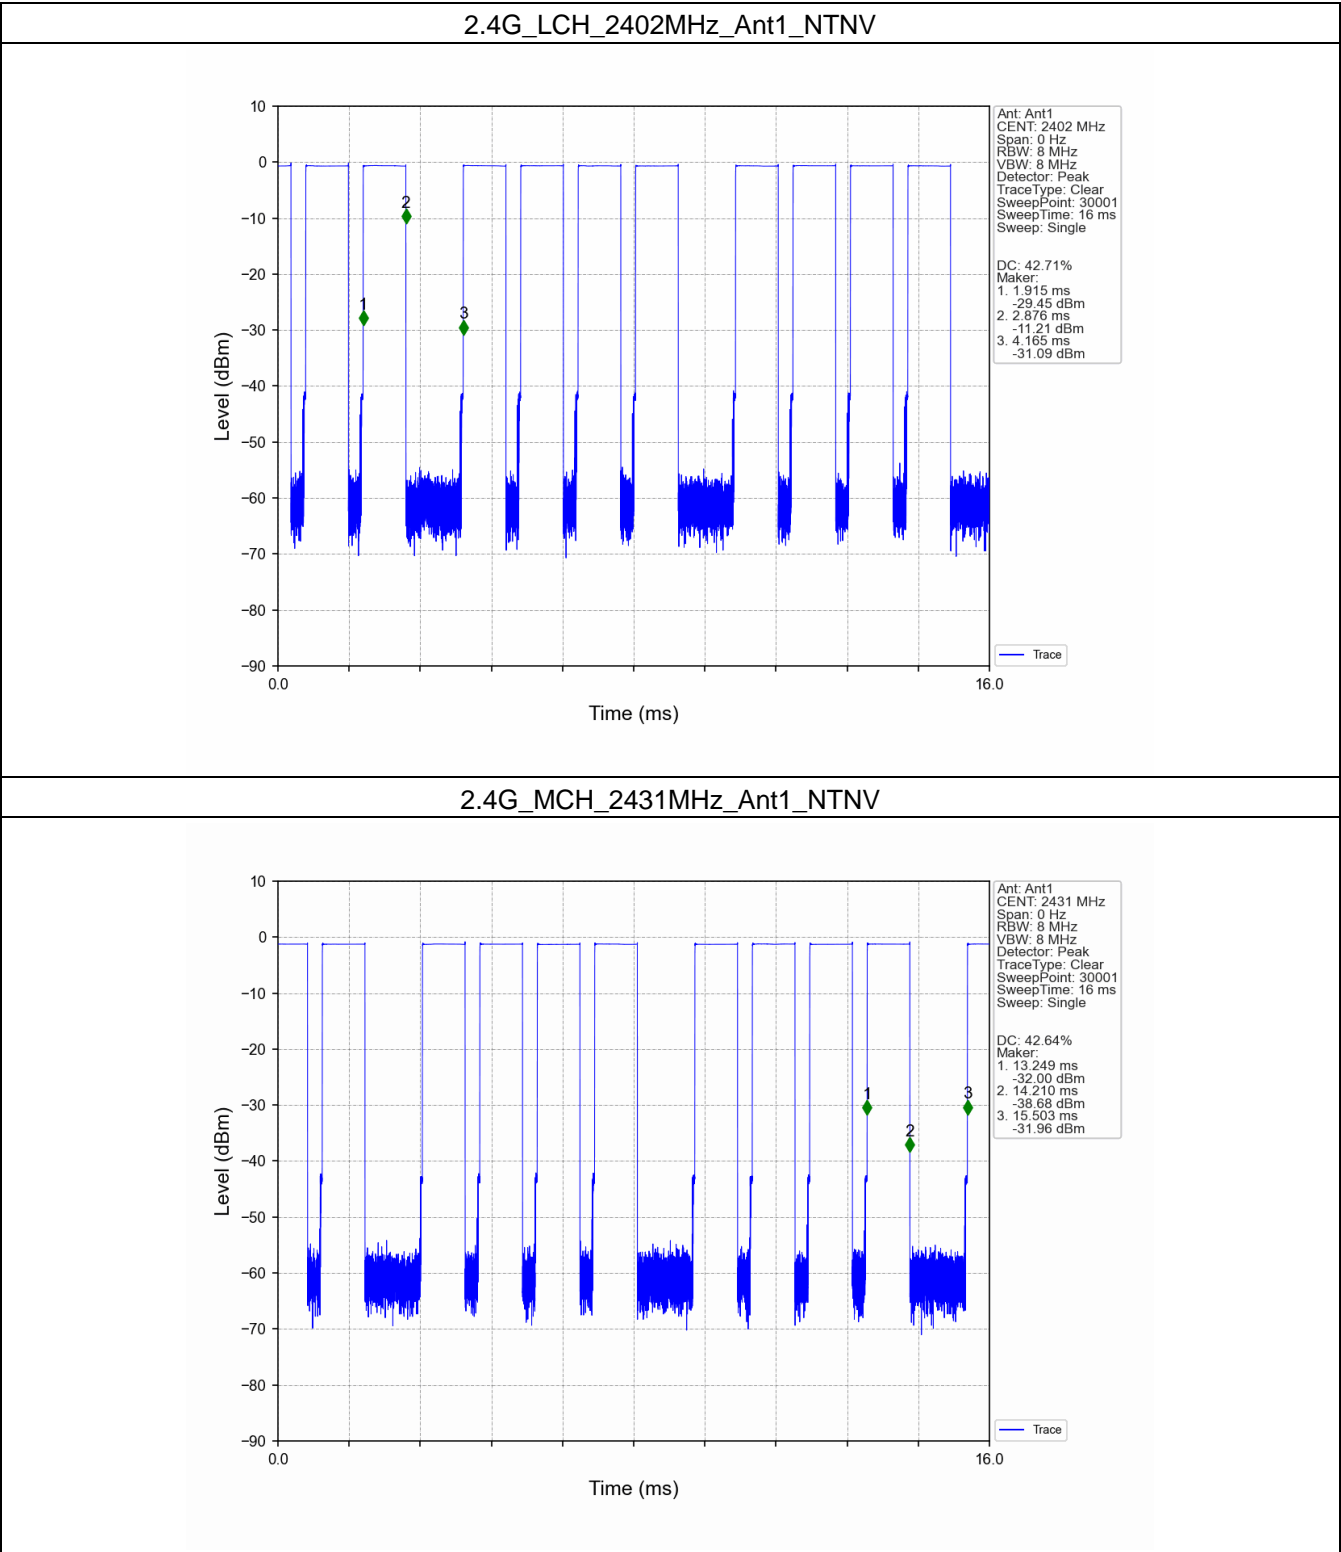 2.4G_LCH_2402MHz_Ant1_NTNV
10
0
−10
−20
−30
−40
−50
−60
−70
−80
−90
Level (dBm)
0.0
16.0
Time (ms)
1
2
3
Ant: Ant1
CENT: 2402 MHz
Span: 0 Hz
RBW: 8 MHz
VBW: 8 MHz
Detector: Peak
TraceType: Clear
SweepPoint: 30001
SweepTime: 16 ms
Sweep: Single
DC: 42.71%
Maker:
1. 1.915 ms
-29.45 dBm
2. 2.876 ms
-11.21 dBm
3. 4.165 ms
-31.09 dBm
Trace
2.4G_MCH_2431MHz_Ant1_NTNV
10
0
−10
−20
−30
−40
−50
−60
−70
−80
−90
Level (dBm)
0.0
16.0
Time (ms)
1
2
3
Ant: Ant1
CENT: 2431 MHz
Span: 0 Hz
RBW: 8 MHz
VBW: 8 MHz
Detector: Peak
TraceType: Clear
SweepPoint: 30001
SweepTime: 16 ms
Sweep: Single
DC: 42.64%
Maker:
1. 13.249 ms
-32.00 dBm
2. 14.210 ms
-38.68 dBm
3. 15.503 ms
-31.96 dBm
Trace